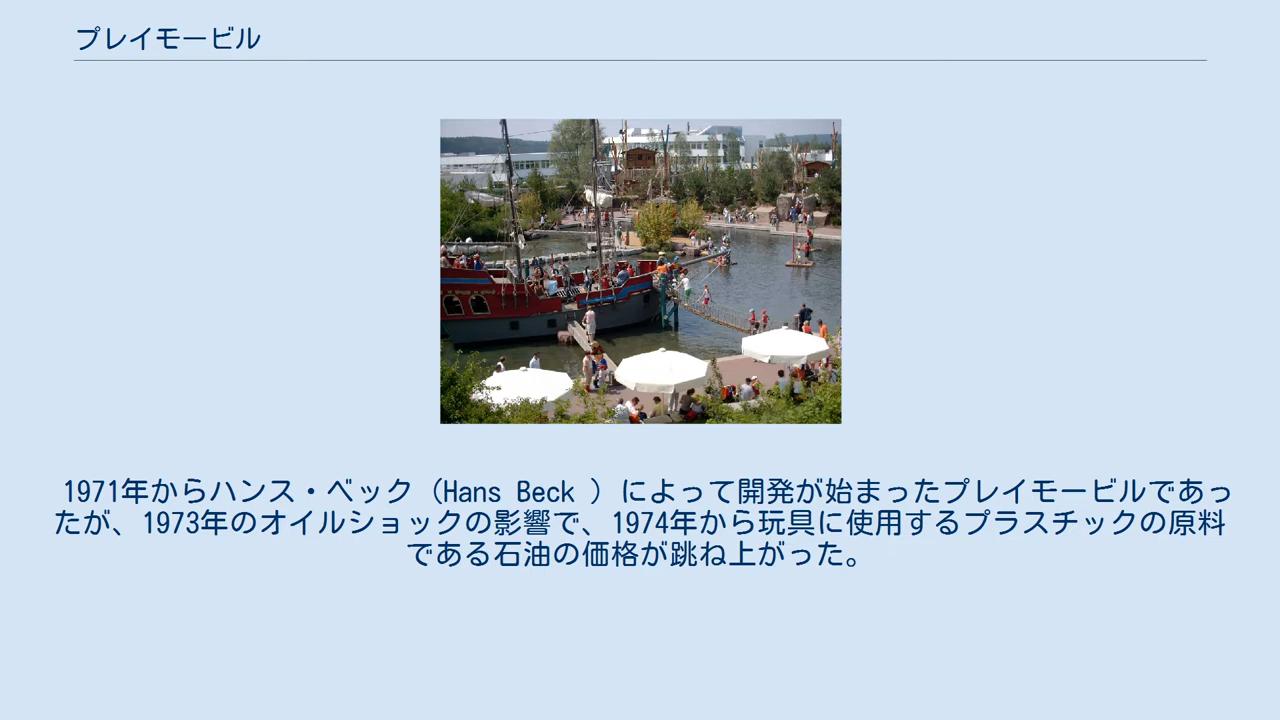 プレイモービル
1971年からハンス・ベック（Hans Beck ）によって開発が始まったプレイモービルであっ
たが、1973年のオイルショックの影響で、1974年から玩具に使用するプラスチックの原料
である石油の価格が跳ね上がった。